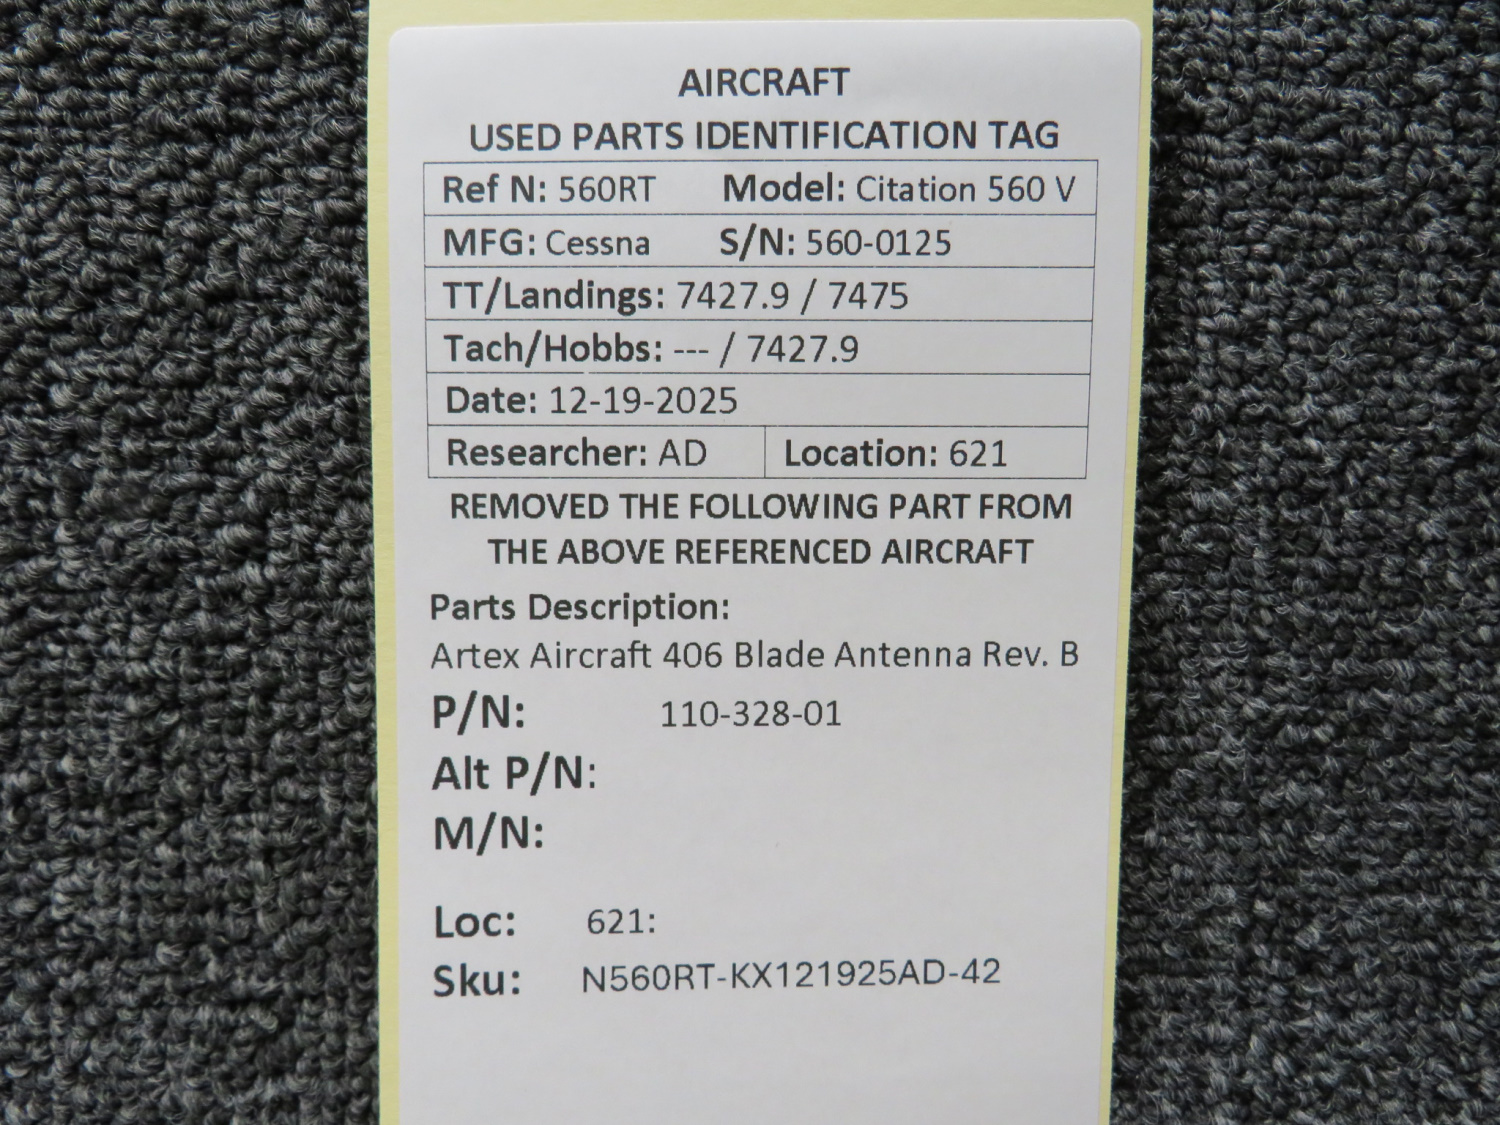 AIRCRAFT
USED PARTS IDENTIFICATION TAG
Ref N: 560RT Model: Citation 560 V
MFG: Cessna S/N: 560-0125
TT/Landings: 7427.9 / 7475
Tach/Hobbs: --- / 7427.9
Date: 12-19-2025
Researcher: AD Location: 621
REMOVED THE FOLLOWING PART FROM
THE ABOVE REFERENCED AIRCRAFT
Parts Description:
Artex Aircraft 406 Blade Antenna Rev. B
P/N: 110-328-01
Alt P/N:
M/N:
Loc: 621:
Sku: N560RT-KX121925AD-42